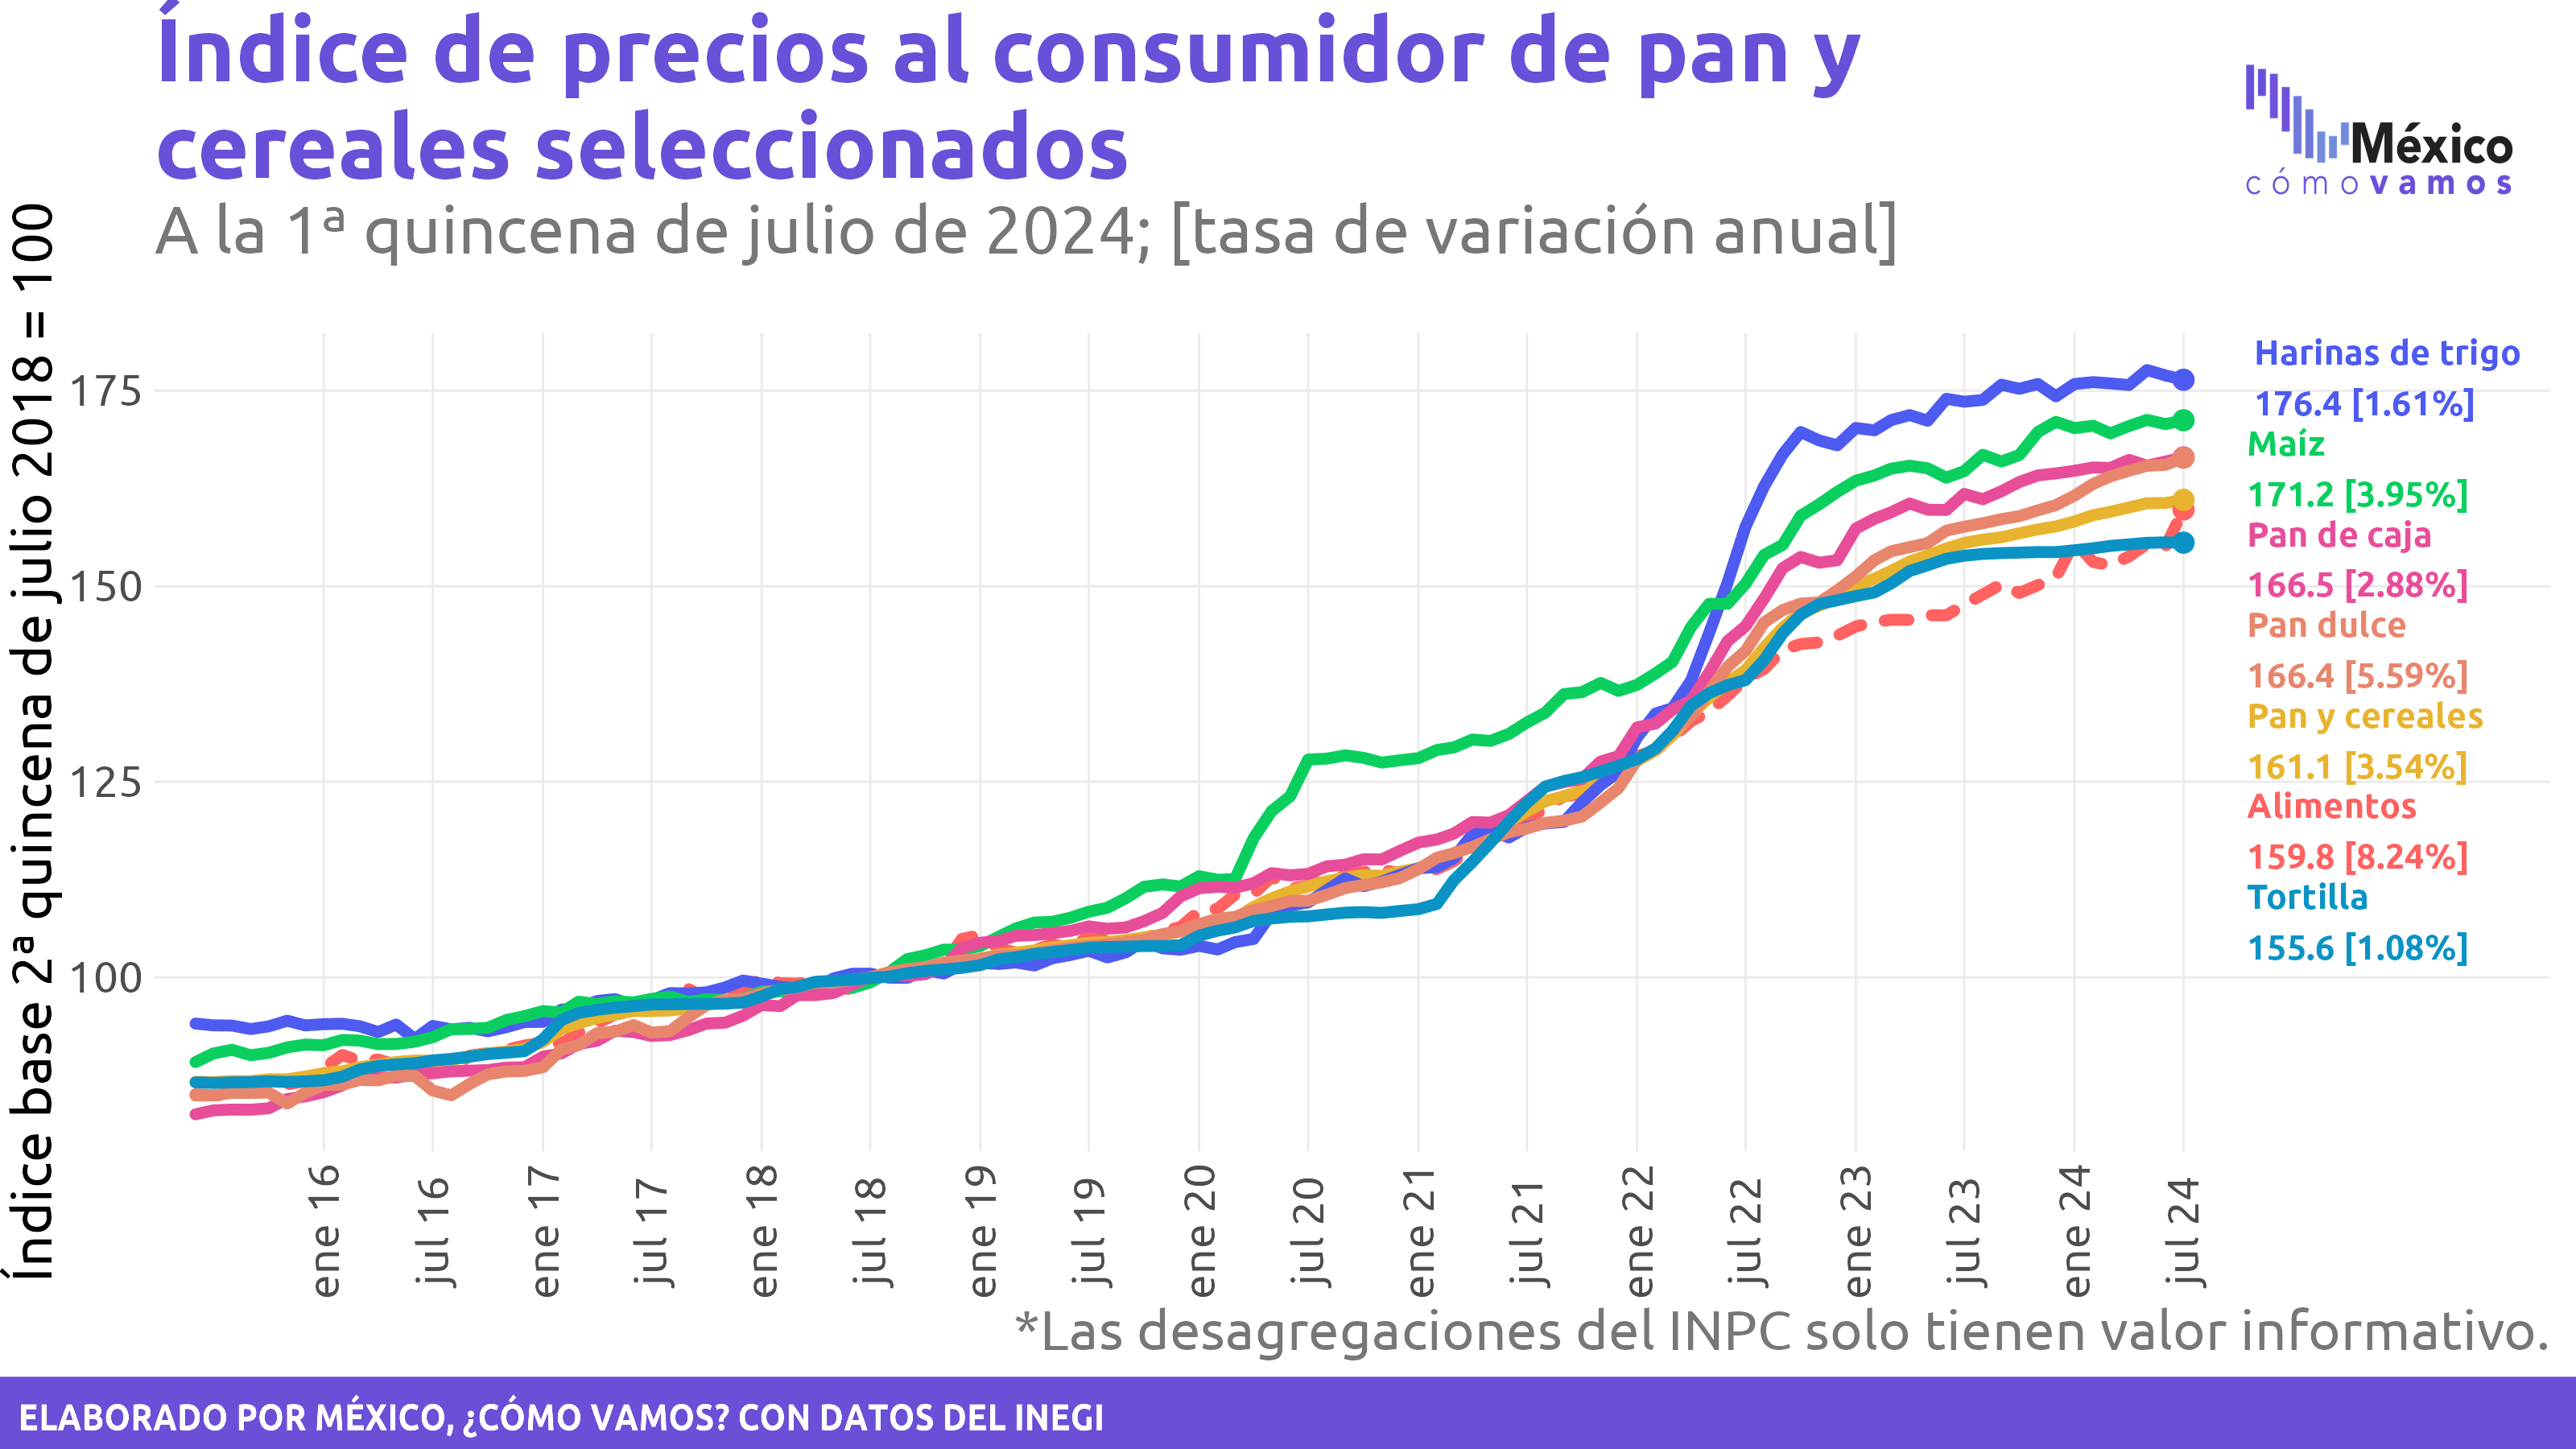 Índice de precios al consumidor de pan y
cereales seleccionados
A la 1ª quincena de julio de 2024; [tasa de variación anual]
México
cómo vamos
Índice base 2ª quincena de julio 2018 = 100
175
150
125
100
Harinas de trigo
176.4 [1.61%]
Maíz
171.2 [3.95%]
Pan de caja
166.5 [2.88%]
Pan dulce
166.4 [5.59%]
Pan y cereales
161.1 [3.54%]
Alimentos
159.8 [8.24%]
Tortilla
155.6 [1.08%]
ene 16
jul 16
ene 17
jul 17
ene 18
jul 18
ene 19
jul 19
ene 20
jul 20
ene 21
jul 21
ene 22
jul 22
ene 23
jul 23
ene 24
jul 24
*Las desagregaciones del INPC solo tienen valor informativo.
ELABORADO POR MÉXICO, ¿CÓMO VAMOS? CON DATOS DEL INEGI